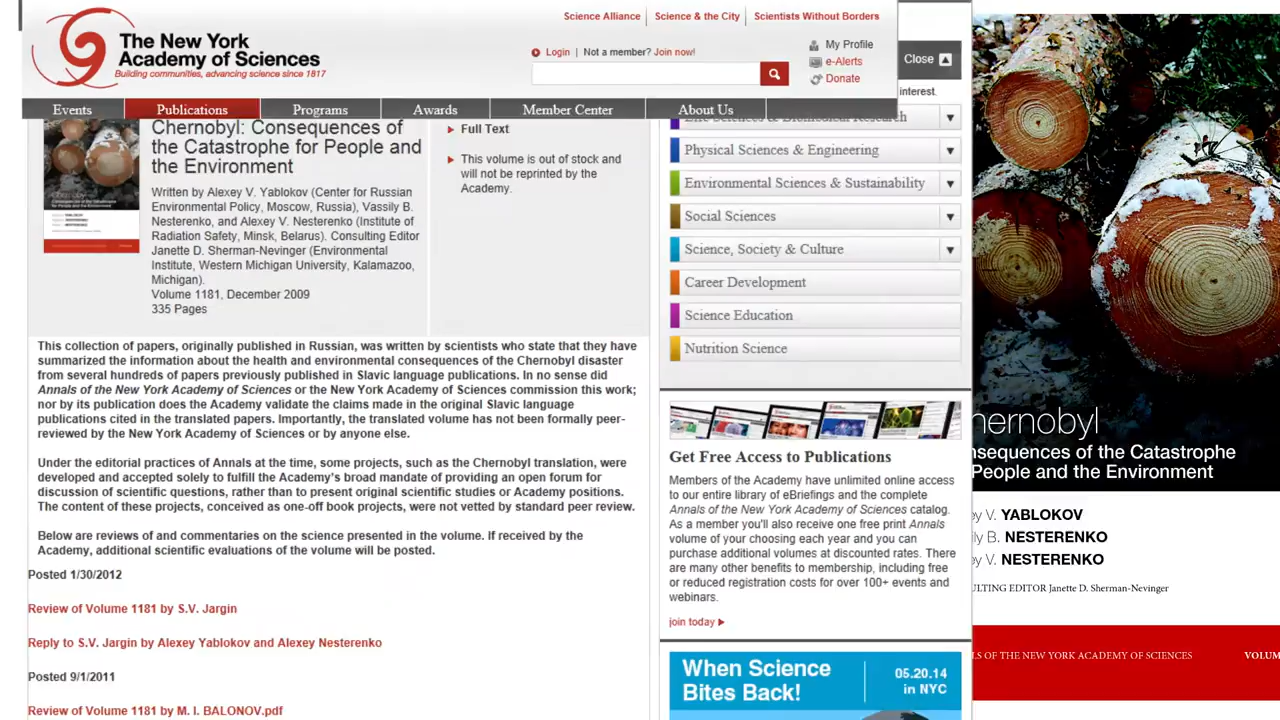 Science Alliance
Science & the City
Scientists Without Borders
The New York
Academy of Sciences
Building communities, advancing science since 1817
Login | Not a member? Join now!
My Profile
e-Alerts
Donate
Close
interest.
Events
Publications
Programs
Awards
Member Center
About Us
Chernobyl: Consequences of
the Catastrophe for People and
the Environment
Written by Alexey V. Yablokov (Center for Russian
Environmental Policy, Moscow, Russia), Vassily B.
Nesterenko, and Alexey V. Nesterenko (Institute of
Radiation Safety, Minsk, Belarus). Consulting Editor
Janette D. Sherman-Nevinger (Environmental
Institute, Western Michigan University, Kalamazoo,
Michigan).
Volume 1181, December 2009
335 Pages
Full Text
This volume is out of stock and
will not be reprinted by the
Academy.
This collection of papers, originally published in Russian, was written by scientists who state that they have
summarized the information about the health and environmental consequences of the Chernobyl disaster
from several hundreds of papers previously published in Slavic language publications. In no sense did
Annals of the New York Academy of Sciences or the New York Academy of Sciences commission this work;
nor by its publication does the Academy validate the claims made in the original Slavic language
publications cited in the translated papers. Importantly, the translated volume has not been formally peer-
reviewed by the New York Academy of Sciences or by anyone else.
Under the editorial practices of Annals at the time, some projects, such as the Chernobyl translation, were
developed and accepted solely to fulfill the Academy's broad mandate of providing an open forum for
discussion of scientific questions, rather than to present original scientific studies or Academy positions.
The content of these projects, conceived as one-off book projects, were not vetted by standard peer review.
Below are reviews of and commentaries on the science presented in the volume. If received by the
Academy, additional scientific evaluations of the volume will be posted.
Posted 1/30/2012
Review of Volume 1181 by S.V. Jargin
Reply to S.V. Jargin by Alexey Yablokov and Alexey Nesterenko
Posted 9/1/2011
Review of Volume 1181 by M. I. BALONOV.pdf
Life Sciences & Biomedical Research
Physical Sciences & Engineering
Environmental Sciences & Sustainability
Social Sciences
Science, Society & Culture
Career Development
Science Education
Nutrition Science
Get Free Access to Publications
Members of the Academy have unlimited online access
to our entire library of eBriefings and the complete
Annals of the New York Academy of Sciences catalog.
As a member you'll also receive one free print Annals
volume of your choosing each year and you can
purchase additional volumes at discounted rates. There
are many other benefits to membership, including free
or reduced registration costs for over 100+ events and
webinars.
join today
When Science
Bites Back!
05.20.14
in NYC
hernobyl
nsequences of the Catastrophe
People and the Environment
ey V. YABLOKOV
ily B. NESTERENKO
ey V. NESTERENKO
ULTING EDITOR Janette D. Sherman-Nevinger
LS OF THE NEW YORK ACADEMY OF SCIENCES
VOLUM